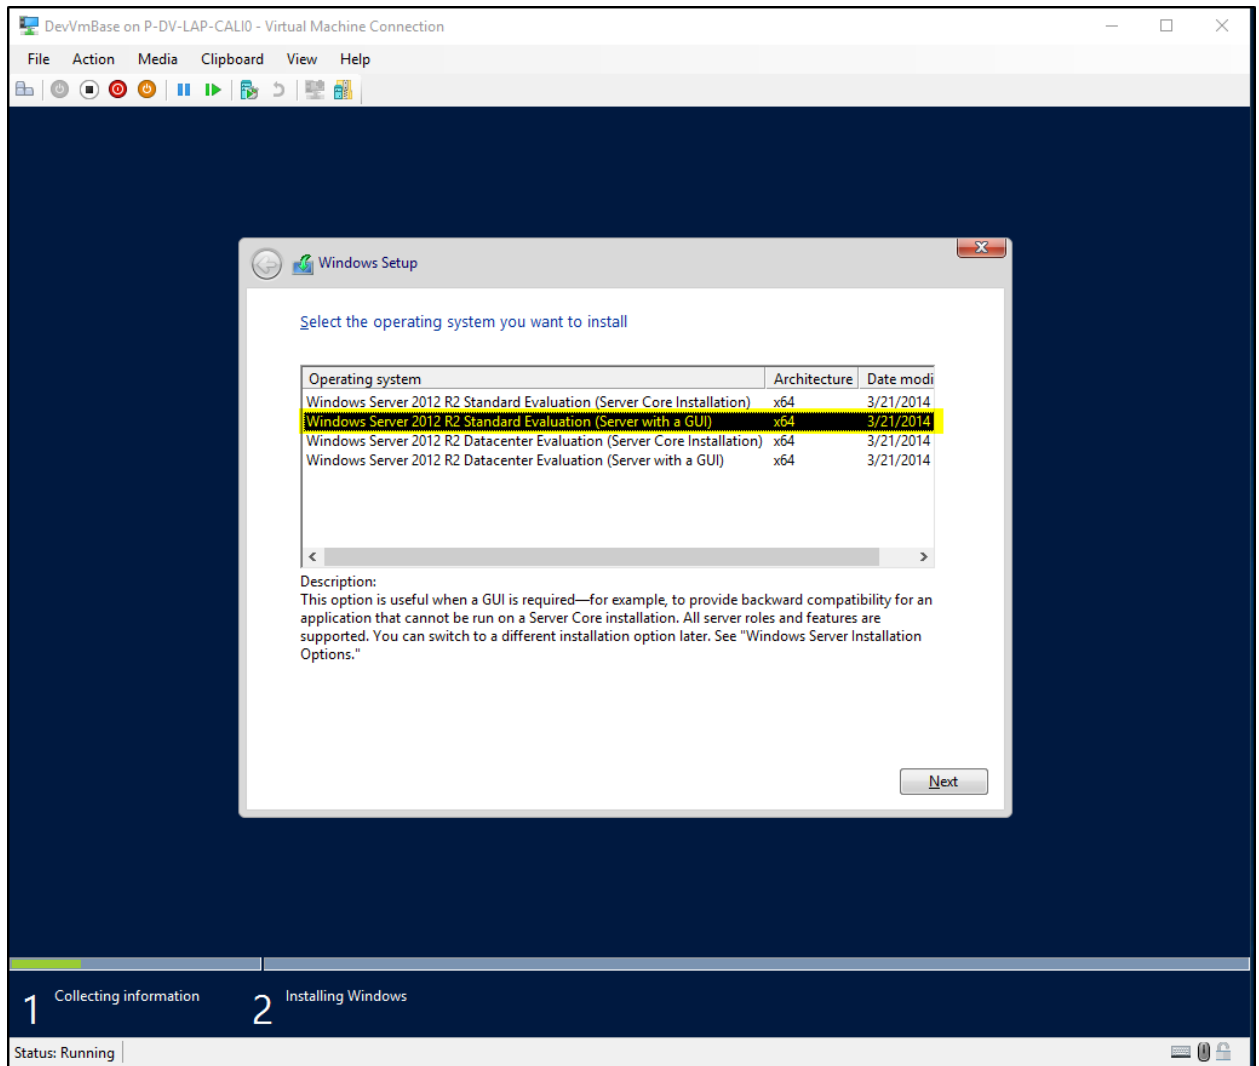 DevVmBase on P-DV-LAP-CALI0 - Virtual Machine Connection
File Action Media Clipboard View Help
Windows Setup
Select the operating system you want to install
Operating system Architecture Date modi
Windows Server 2012 R2 Standard Evaluation (Server Core Installation) x64 3/21/2014
Windows Server 2012 R2 Standard Evaluation (Server with a GUI) x64 3/21/2014
Windows Server 2012 R2 Datacenter Evaluation (Server Core Installation) x64 3/21/2014
Windows Server 2012 R2 Datacenter Evaluation (Server with a GUI) x64 3/21/2014
Description:
This option is useful when a GUI is required—for example, to provide backward compatibility for an
application that cannot be run on a Server Core installation. All server roles and features are
supported. You can switch to a different installation option later. See "Windows Server Installation
Options."
Next
1 Collecting information 2 Installing Windows
Status: Running